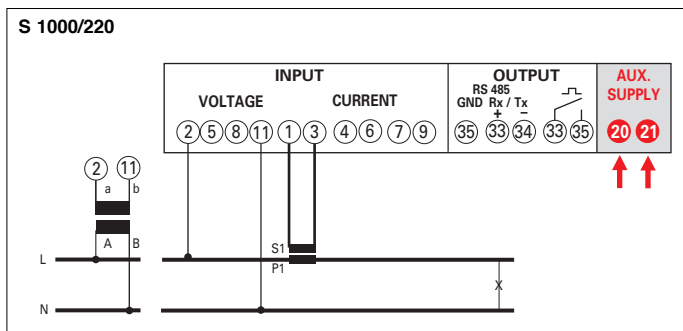 S 1000/220
INPUT
OUTPUT
AUX.
SUPPLY
VOLTAGE
CURRENT
RS 485
GND Rx / Tx
+ −
2 5 8 11 1 3 4 6 7 9
35 33 34 33 35
20 21
2 11
a b
A B
S1
P1
L
X
N